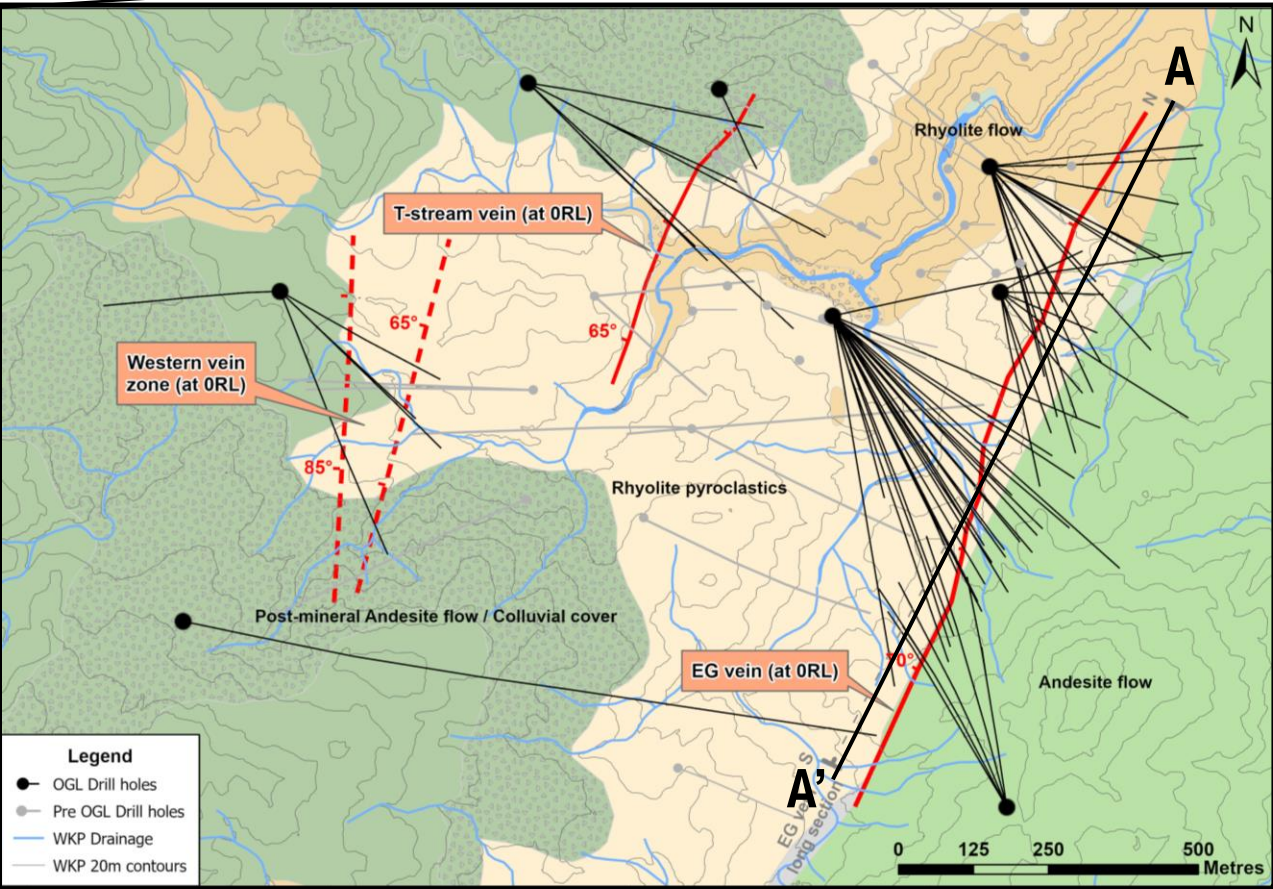 N
A
N
Rhyolite flow
T-stream vein (at 0RL)
65°
65°
Western vein
zone (at 0RL)
85°
Rhyolite pyroclastics
Post-mineral Andesite flow / Colluvial cover
EG vein (at 0RL)
70°
Andesite flow
S
A'
EG vein
long section
Legend
OGL Drill holes
Pre OGL Drill holes
WKP Drainage
WKP 20m contours
0 125 250 500
Metres